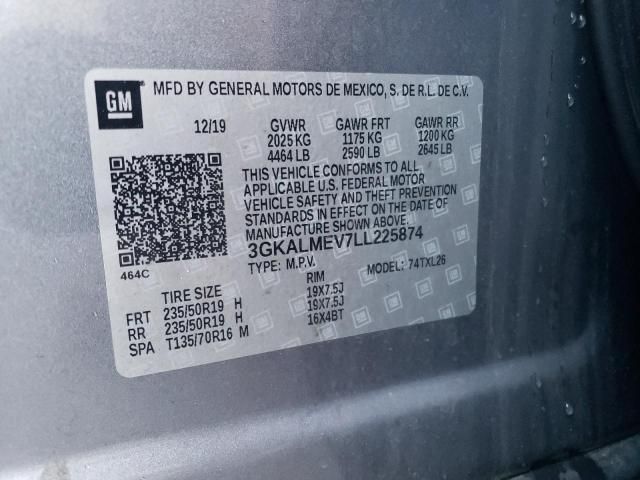 GM
MFD BY GENERAL MOTORS DE MEXICO, S. DE R.L. DE C.V.
12/19 GVWR GAWR FRT GAWR RR
2025 KG 1175 KG 1200 KG
4464 LB 2590 LB 2645 LB
THIS VEHICLE CONFORMS TO ALL
APPLICABLE U.S. FEDERAL MOTOR
VEHICLE SAFETY AND THEFT PREVENTION
STANDARDS IN EFFECT ON THE DATE OF
MANUFACTURE SHOWN ABOVE.
3GKALMEV7LL225874
464C TYPE: M.P.V. MODEL: 74TXL26
TIRE SIZE RIM
FRT 235/50R19 H 19X7.5J
RR 235/50R19 H 19X7.5J
SPA T135/70R16 M 16X4BT